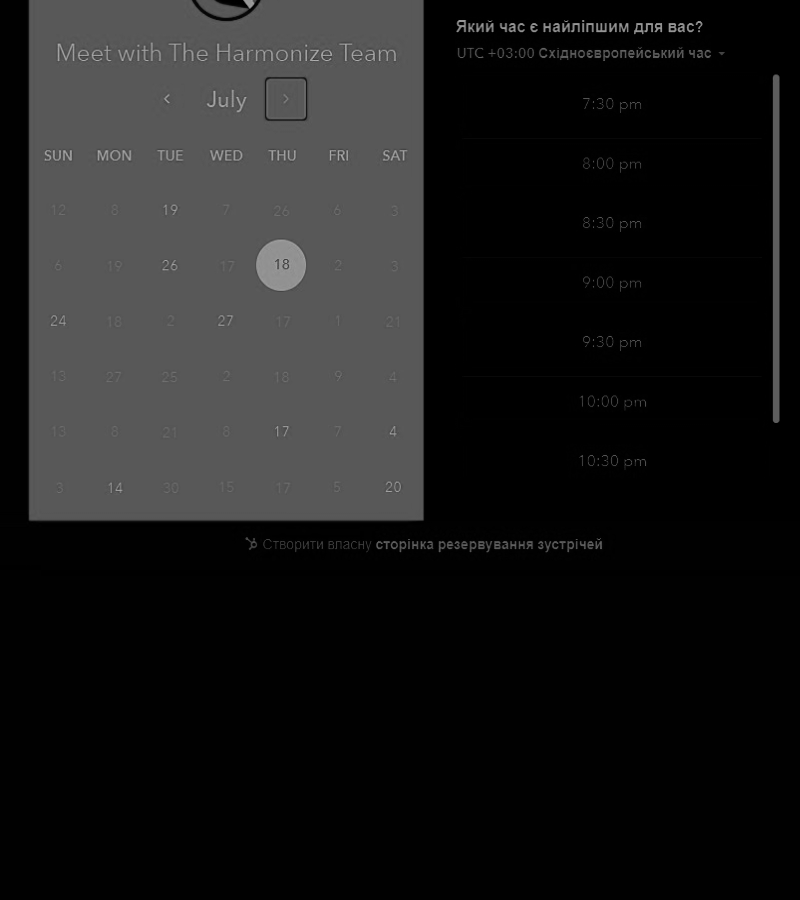 Meet with The Harmonize Team
July
SUN MON TUE WED THU FRI SAT
12 8 19 7 26 6 3
6 19 26 17 18 2 3
24 18 2 27 17 1 21
13 27 25 2 18 9 4
13 8 21 8 17 7 4
3 14 30 15 17 5 20
Який час є найліпшим для вас?
UTC +03:00 Східноєвропейський час
7:30 pm
8:00 pm
8:30 pm
9:00 pm
9:30 pm
10:00 pm
10:30 pm
Створити власну сторінка резервування зустрічей